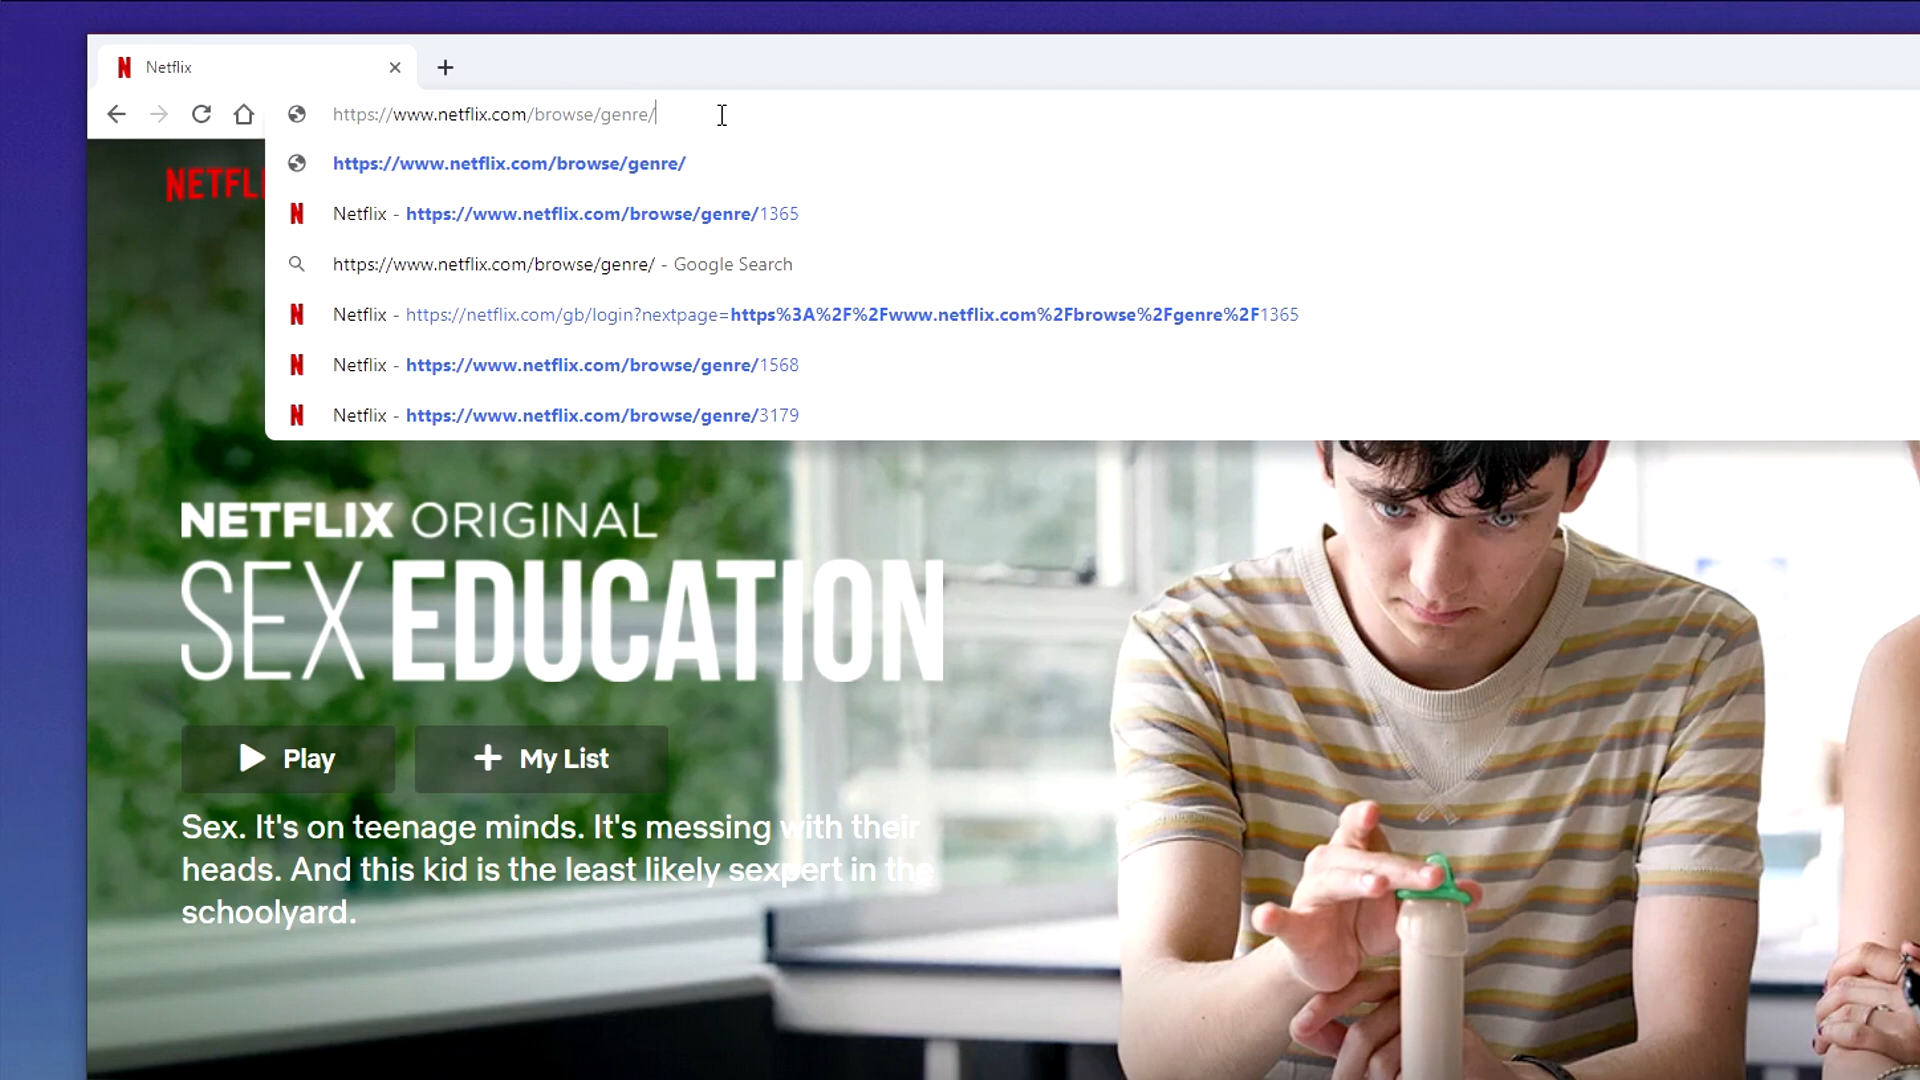 Netflix
https://www.netflix.com/browse/genre/
https://www.netflix.com/browse/genre/
Netflix - https://www.netflix.com/browse/genre/1365
https://www.netflix.com/browse/genre/ - Google Search
Netflix - https://netflix.com/gb/login?nextpage=https%3A%2F%2Fwww.netflix.com%2Fbrowse%2Fgenre%2F1365
Netflix - https://www.netflix.com/browse/genre/1568
Netflix - https://www.netflix.com/browse/genre/3179
NETFLI
NETFLIX ORIGINAL
SEX EDUCATION
Play
My List
Sex. It's on teenage minds. It's messing with their
heads. And this kid is the least likely sexpert in the
schoolyard.